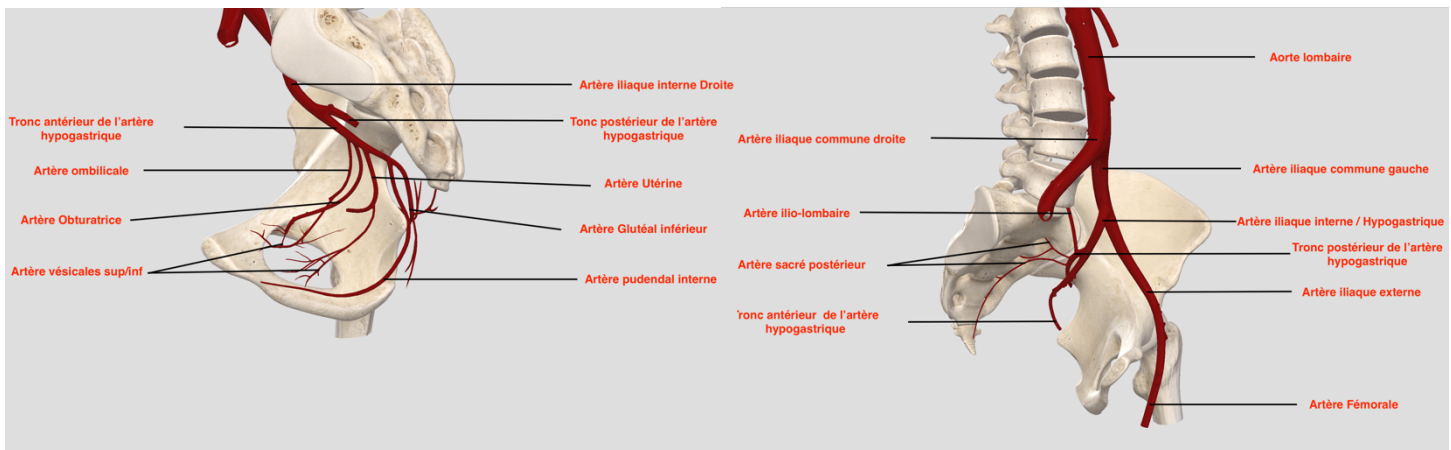 Artère iliaque interne Droite
Tronc antérieur de l'artère
hypogastrique
Tonc postérieur de l'artère
hypogastrique
Artère ombilicale
Artère Utérine
Artère Obturatrice
Artère Glutéal inférieur
Artère vésicales sup/inf
Artère pudendal interne
Aorte lombaire
Artère iliaque commune droite
Artère iliaque commune gauche
Artère ilio-lombaire
Artère iliaque interne / Hypogastrique
Tronc postérieur de l'artère
hypogastrique
Artère sacré postérieur
Artère iliaque externe
Tronc antérieur de l'artère
hypogastrique
Artère Fémorale